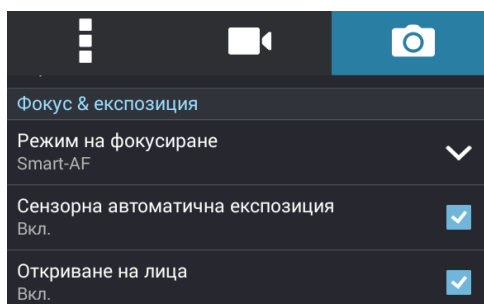 Фокус & експозиция
Режим на фокусиране
Smart-AF
Сензорна автоматична експозиция
Вкл.
Откриване на лица
Вкл.